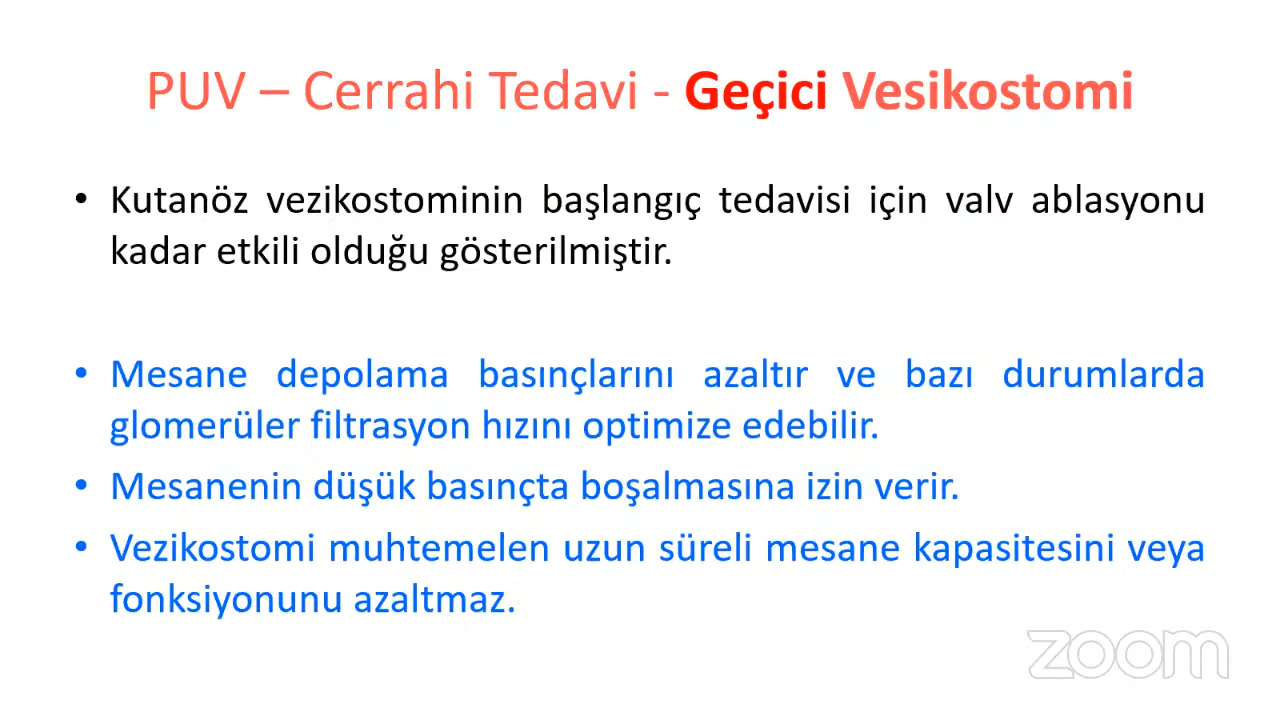 PUV – Cerrahi Tedavi - Geçici Vesikostomi
• Kutanöz vezikostominin başlangıç tedavisi için valv ablasyonu
kadar etkili olduğu gösterilmiştir.
• Mesane depolama basınçlarını azaltır ve bazı durumlarda
glomerüler filtrasyon hızını optimize edebilir.
• Mesanenin düşük basınçta boşalmasına izin verir.
• Vezikostomi muhtemelen uzun süreli mesane kapasitesini veya
fonksiyonunu azaltmaz.
zoom